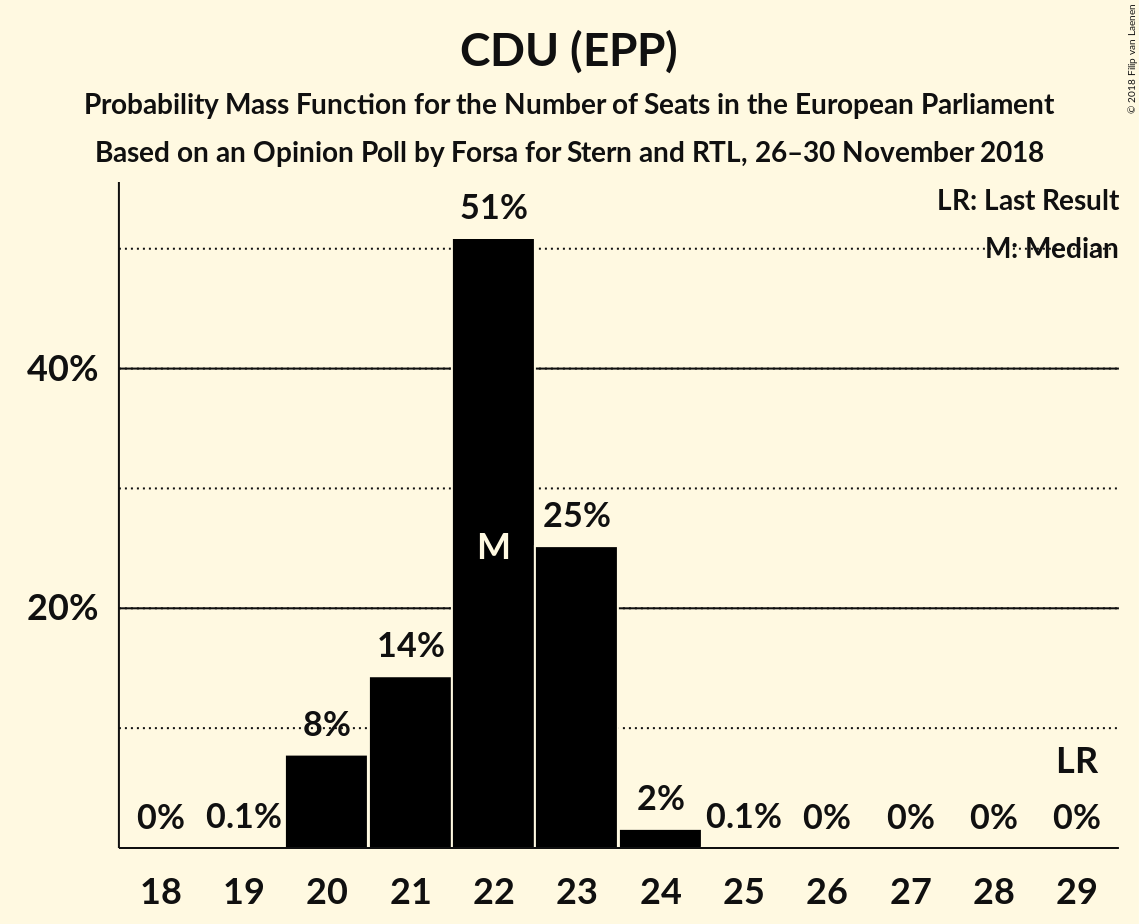 CDU (EPP)
Probability Mass Function for the Number of Seats in the European Parliament
Based on an Opinion Poll by Forsa for Stern and RTL, 26–30 November 2018
© 2018 Filip van Laenen
LR: Last Result
M: Median
51%
40%
25%
M
20%
14%
8%
LR
0% 0.1% 2% 0.1% 0% 0% 0% 0%
18 19 20 21 22 23 24 25 26 27 28 29